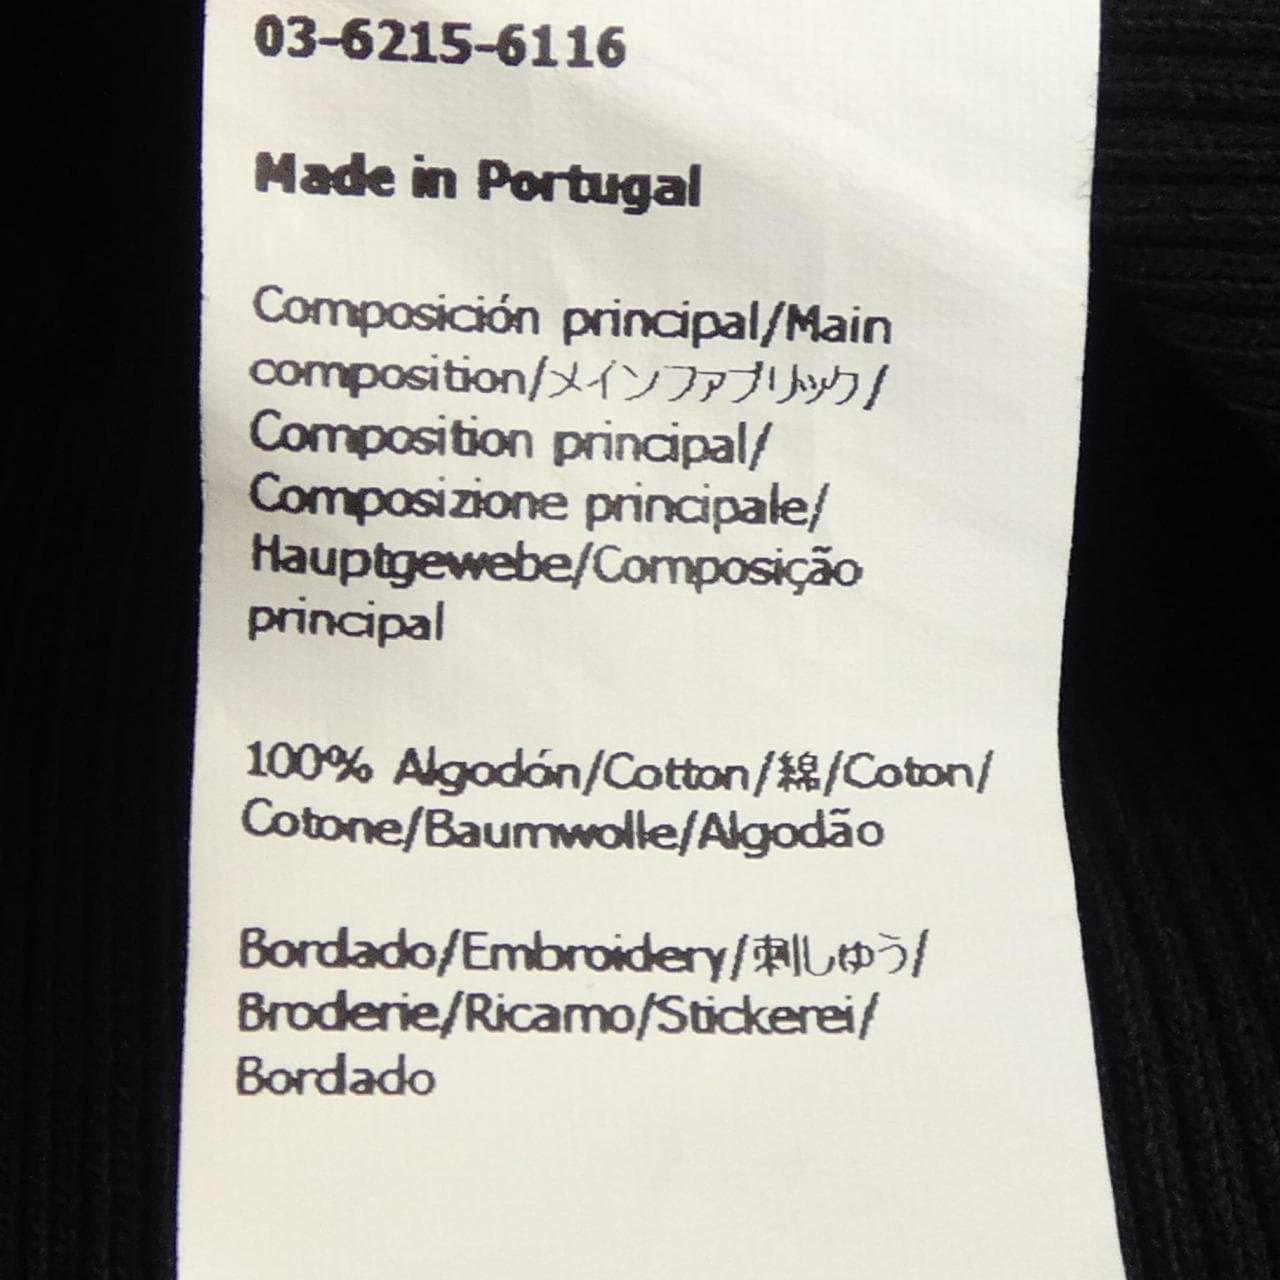 03-6215-6116
Made in Portugal
Composición principal/Main
composition/メインファブリック/
Composition principal/
Composizione principale/
Hauptgewebe/Composição
principal
100% Algodón/Cotton/綿/Coton/
Cotone/Baumwolle/Algodão
Bordado/Embroidery/刺しゅう/
Broderie/Ricamo/Stickerei/
Bordado